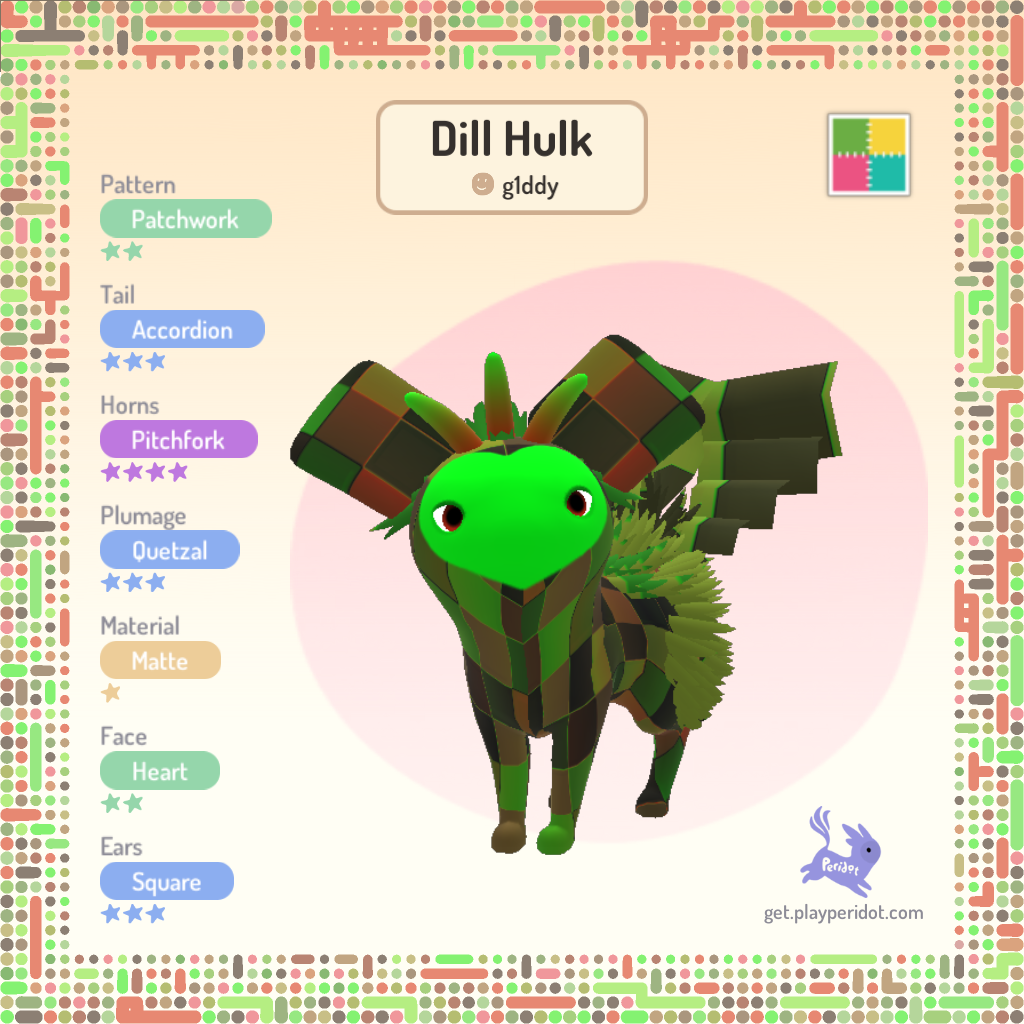 Dill Hulk
g1ddy
Pattern
Patchwork
Tail
Accordion
Horns
Pitchfork
Plumage
Quetzal
Material
Matte
Face
Heart
Ears
Square
Peridot
get.playperidot.com